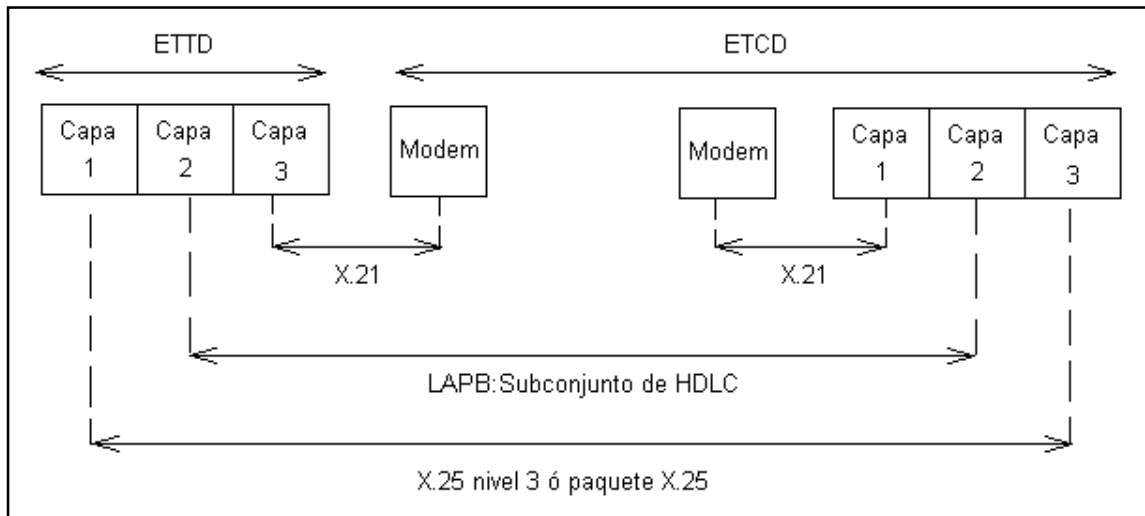 ETTD
ETCD
Capa
1
Capa
2
Capa
3
Modem
Modem
Capa
1
Capa
2
Capa
3
X.21
X.21
LAPB:Subconjunto de HDLC
X.25 nivel 3 ó paquete X.25